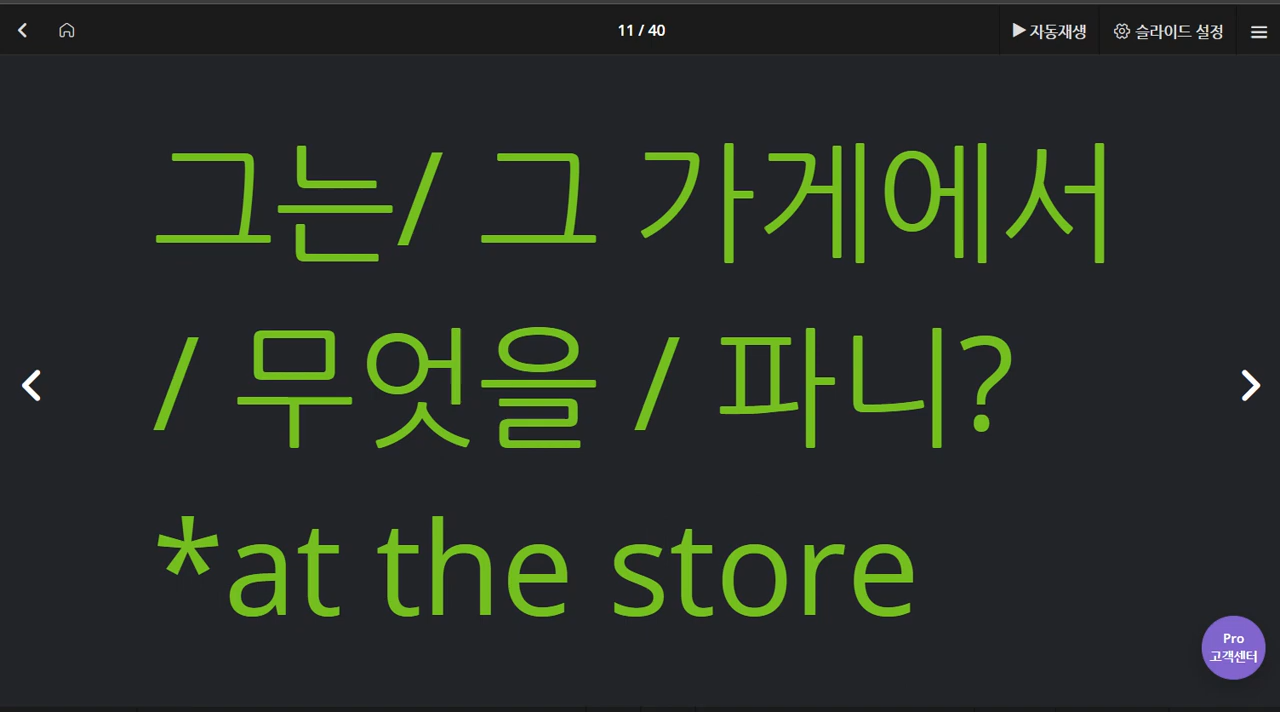 11 / 40
▶ 자동재생
슬라이드 설정
그는/ 그 가게에서
/ 무엇을 / 파니?
*at the store
Pro
고객센터